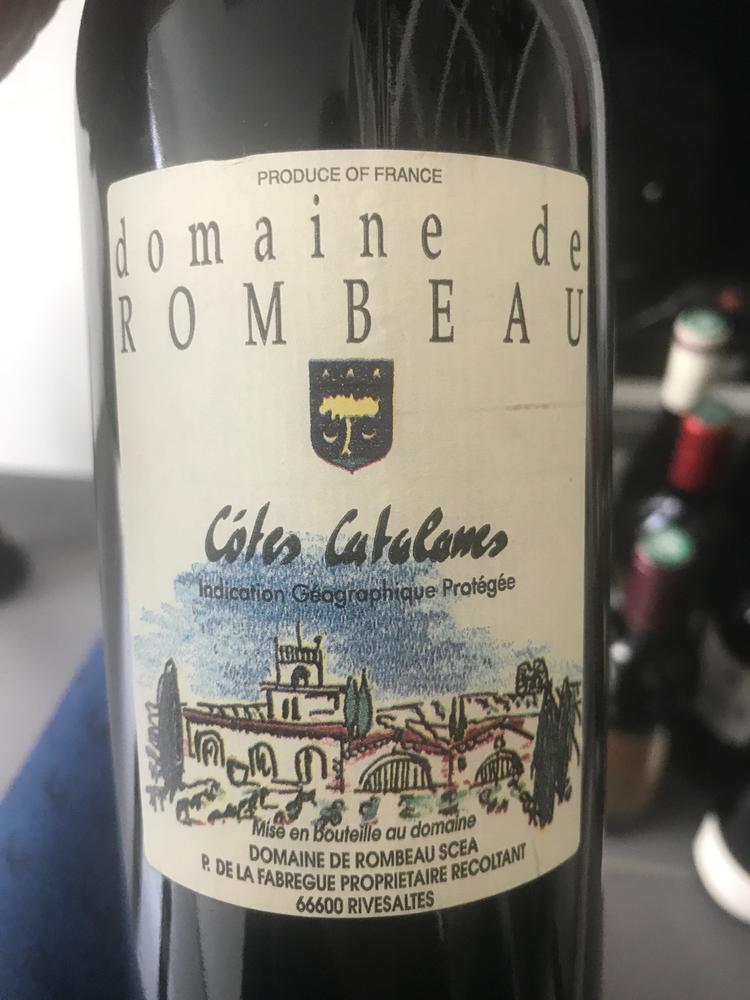 PRODUCE OF FRANCE
domaine de
ROMBEAU
Côtes Catalanes
Indication Géographique Protégée
Mise en bouteille au domaine
DOMAINE DE ROMBEAU SCEA
P. DE LA FABREGUE PROPRIETAIRE RECOLTANT
66600 RIVESALTES